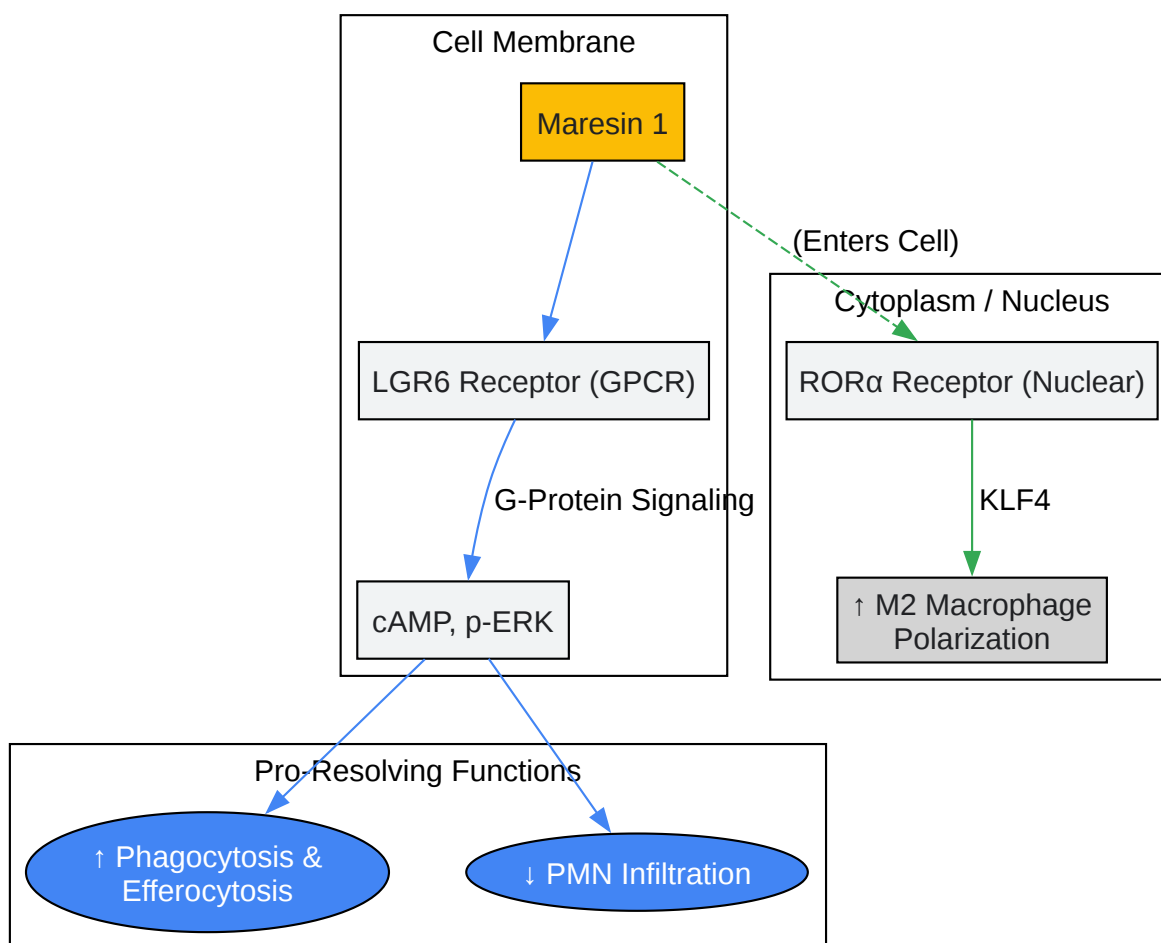 Cell Membrane
Maresin 1
(Enters Cell)
Cytoplasm / Nucleus
LGR6 Receptor (GPCR)
RORα Receptor (Nuclear)
G-Protein Signaling
KLF4
cAMP, p-ERK
↑ M2 Macrophage
Polarization
Pro-Resolving Functions
↑ Phagocytosis &
Efferocytosis
↓ PMN Infiltration